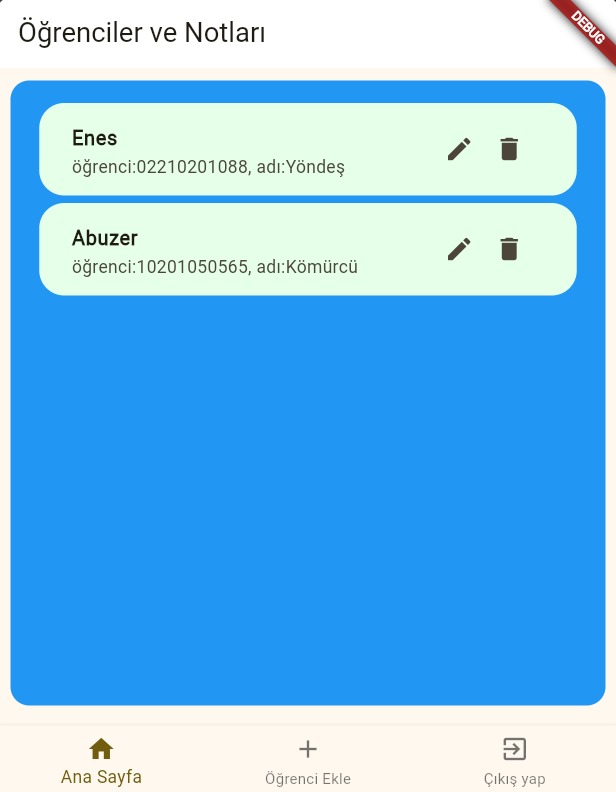 Öğrenciler ve Notları
DEBUG
Enes
öğrenci:02210201088, adı:Yöndeş
Abuzer
öğrenci:10201050565, adı:Kömürcü
Ana Sayfa
Öğrenci Ekle
Çıkış yap